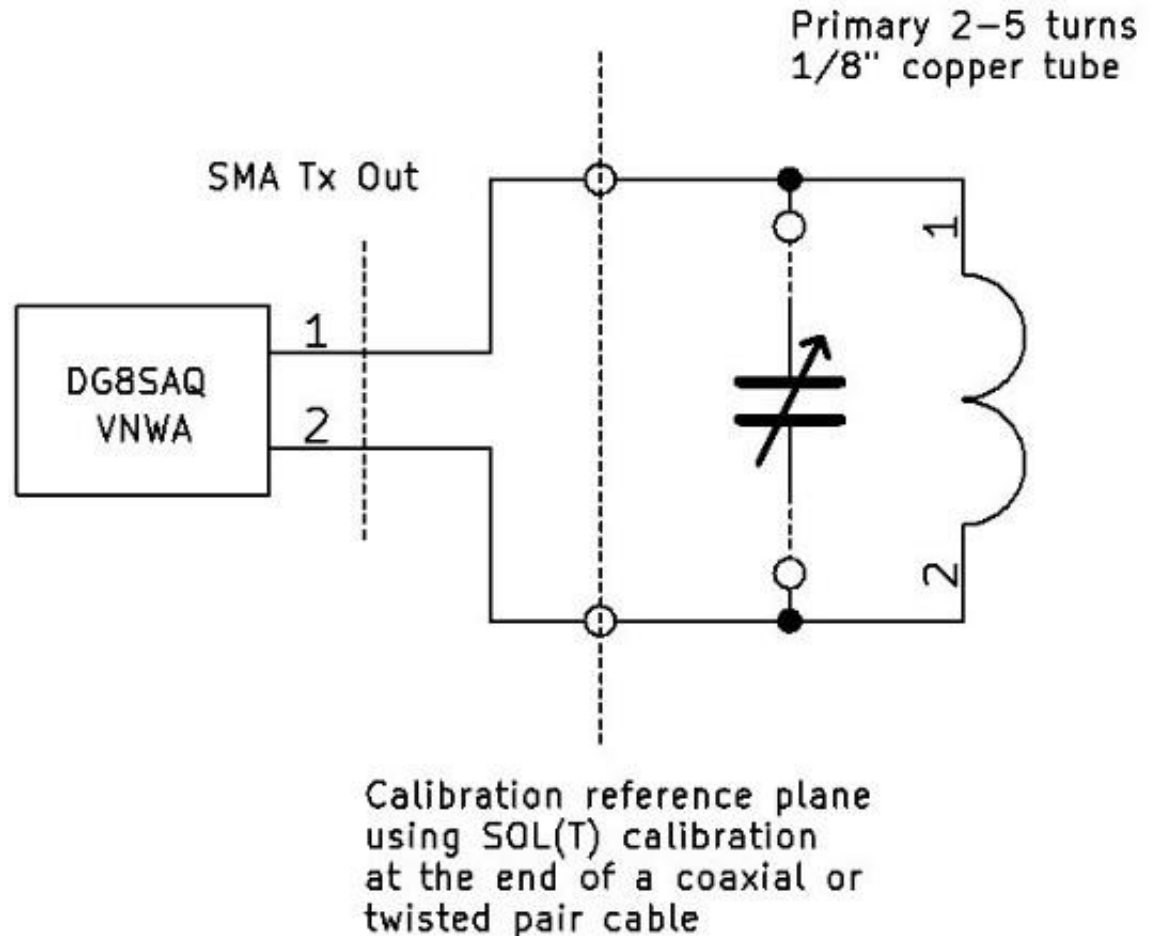 Primary 2-5 turns
1/8" copper tube
SMA Tx Out
1
1
DG8SAQ
VNWA
2
2
Calibration reference plane
using SOL(T) calibration
at the end of a coaxial or
twisted pair cable